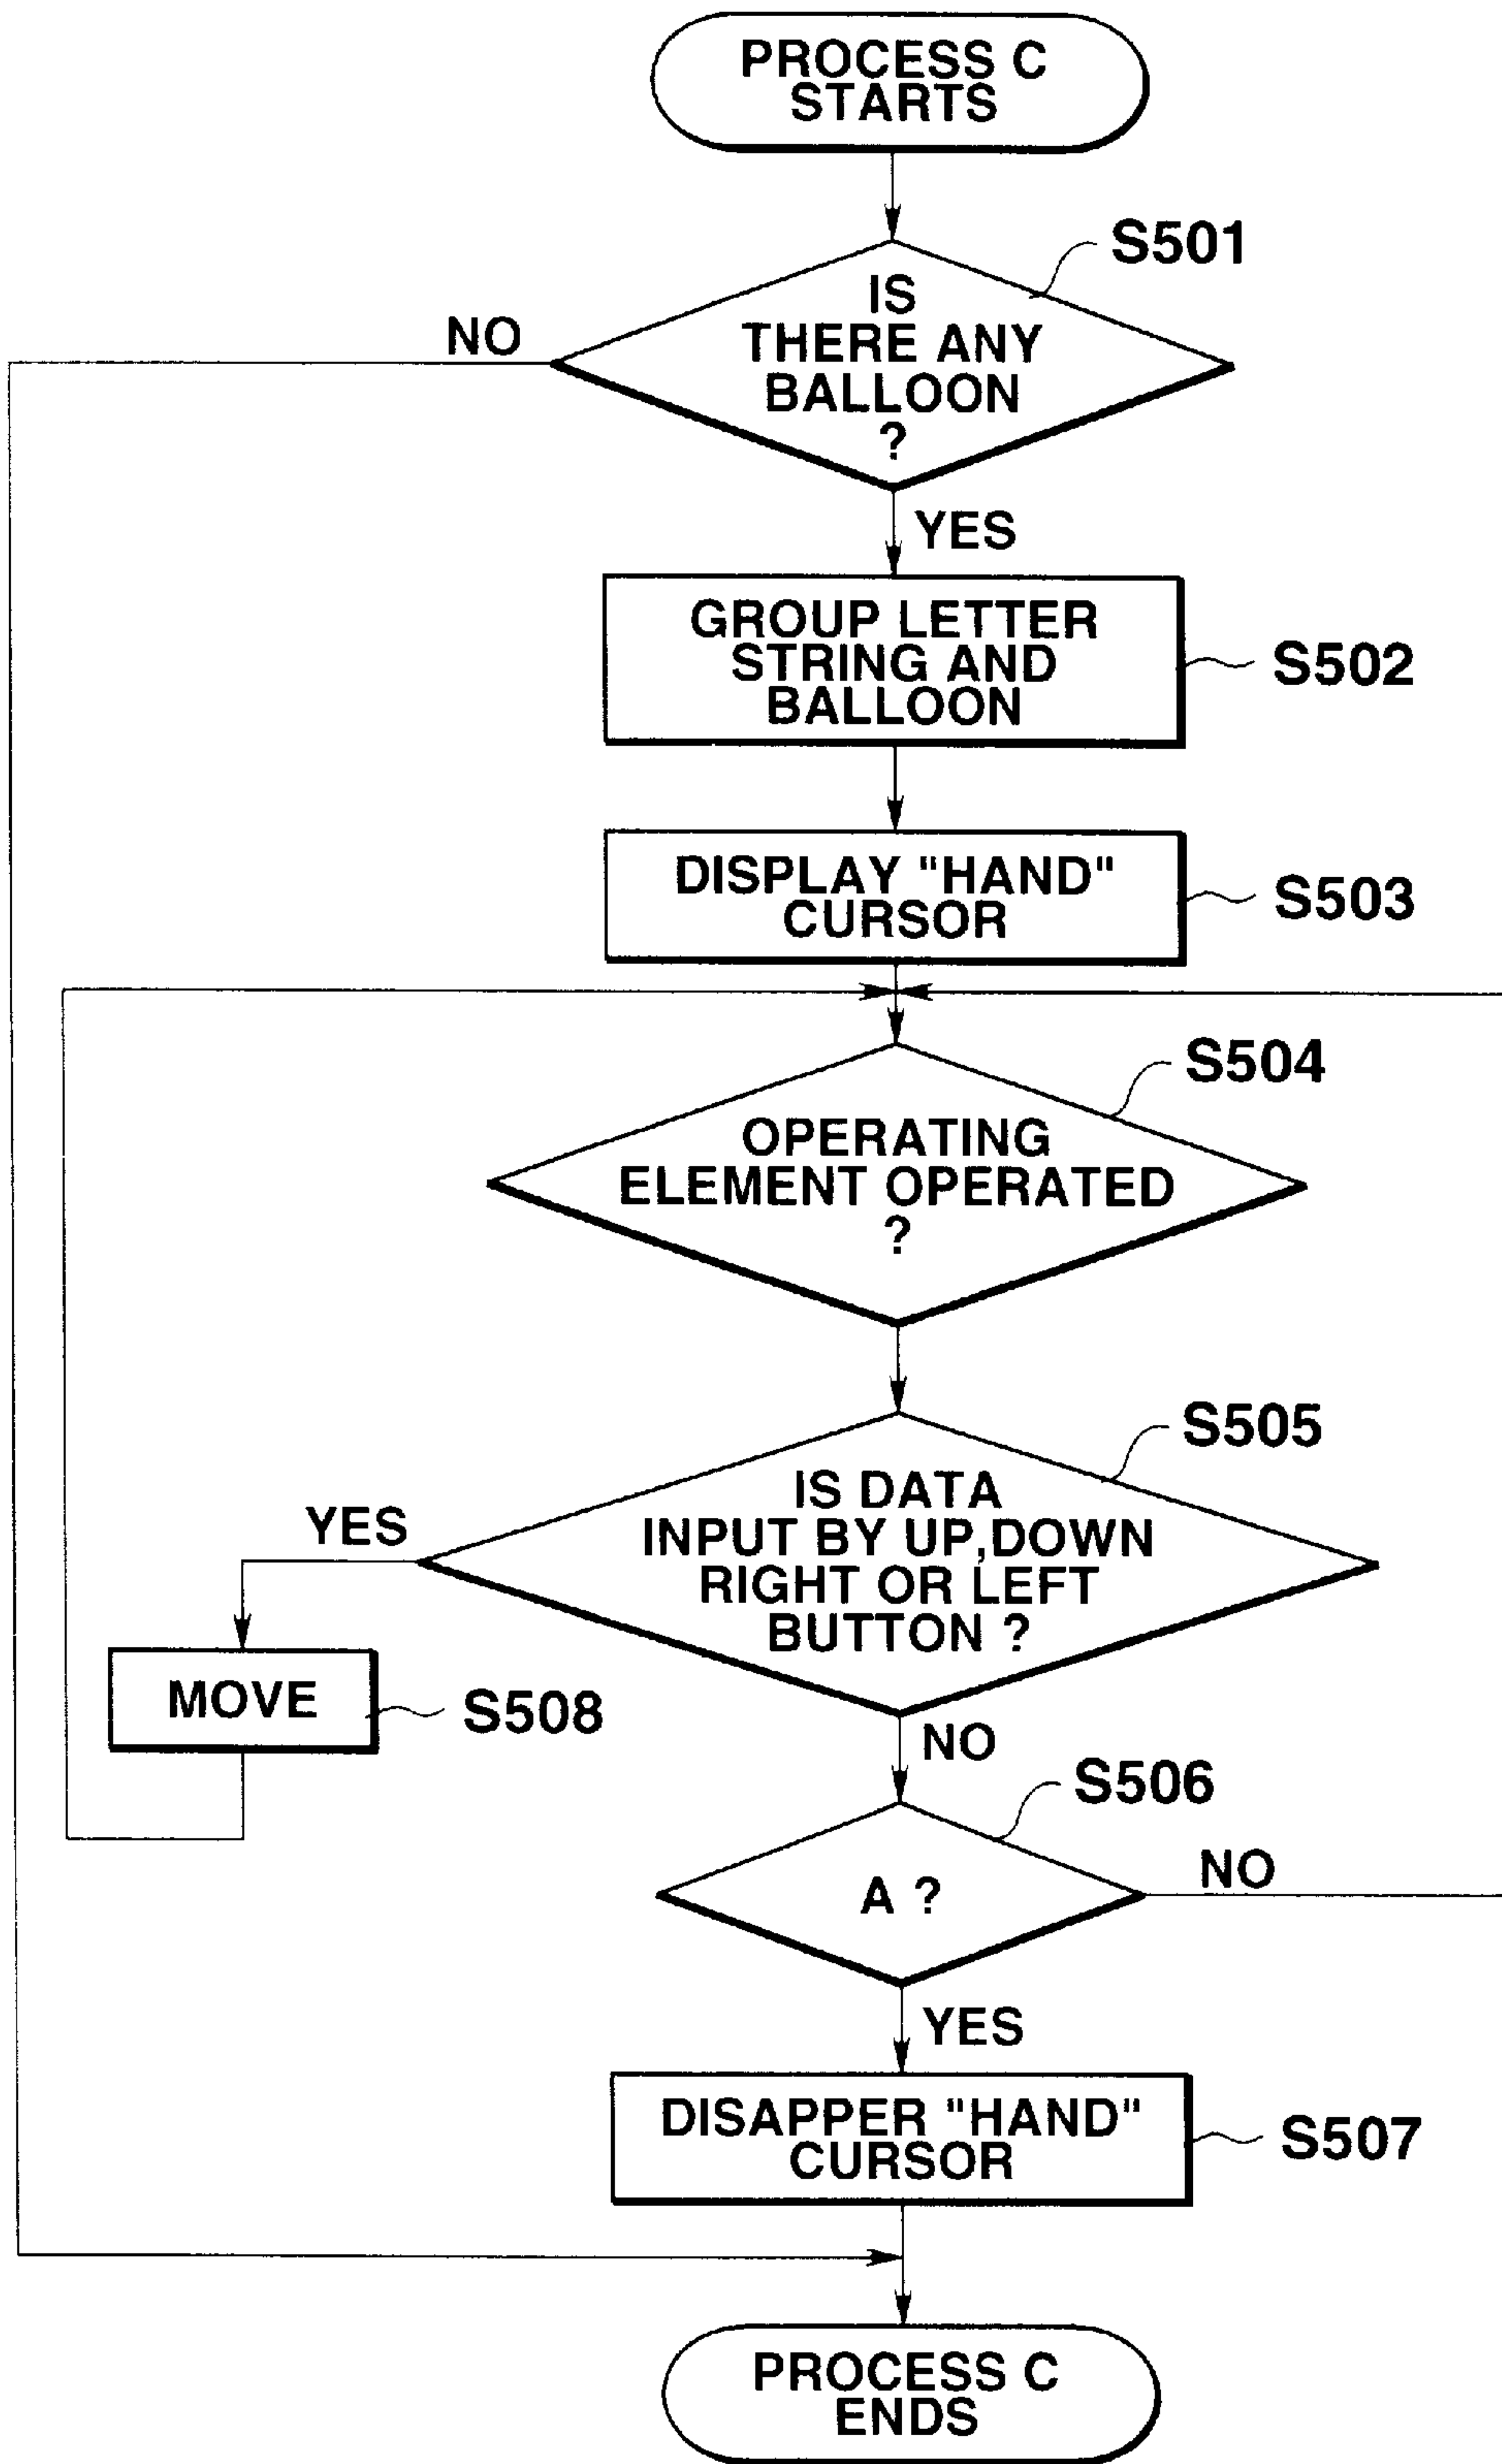 PROCESS C
STARTS
S501
IS
THERE ANY
BALLOON
?
NO
YES
GROUP LETTER
STRING AND
BALLOON
S502
DISPLAY "HAND"
CURSOR
S503
S504
OPERATING
ELEMENT OPERATED
?
S505
IS DATA
INPUT BY UP,DOWN
RIGHT OR LEFT
BUTTON ?
YES
MOVE
S508
NO
S506
A ?
NO
YES
DISAPPER "HAND"
CURSOR
S507
PROCESS C
ENDS